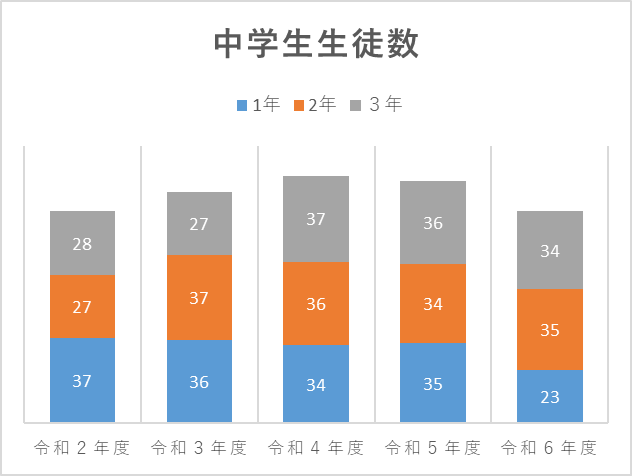 中学生生徒数
1年 2年 ３年
28 27 37 36 34
27 37 36 34 35
37 36 34 35 23
令和２年度 令和３年度 令和４年度 令和５年度 令和６年度